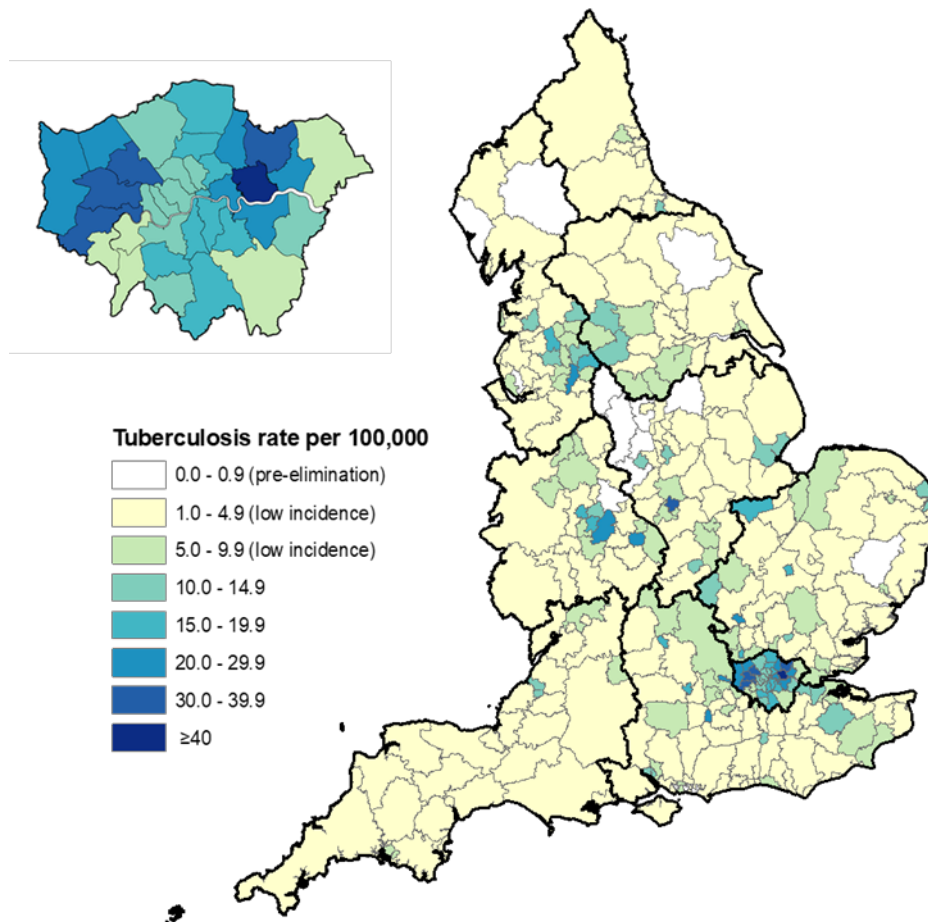 Tuberculosis rate per 100,000
0.0 - 0.9 (pre-elimination)
1.0 - 4.9 (low incidence)
5.0 - 9.9 (low incidence)
10.0 - 14.9
15.0 - 19.9
20.0 - 29.9
30.0 - 39.9
≥40